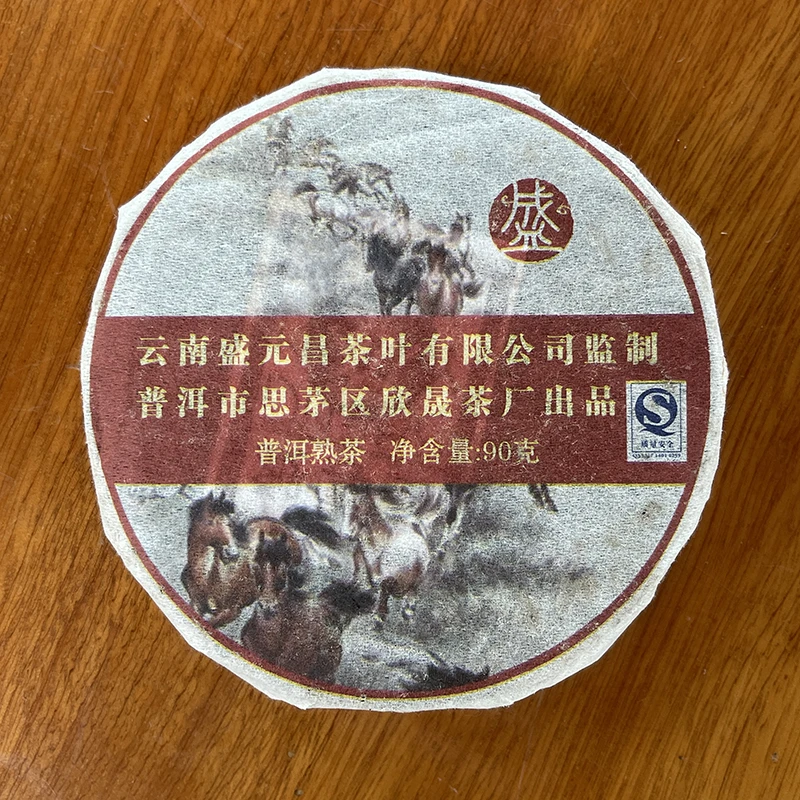 盛
云南盛元昌茶叶有限公司监制
普洱市思茅区欣晟茶厂出品
普洱熟茶 净含量:90克
质量安全